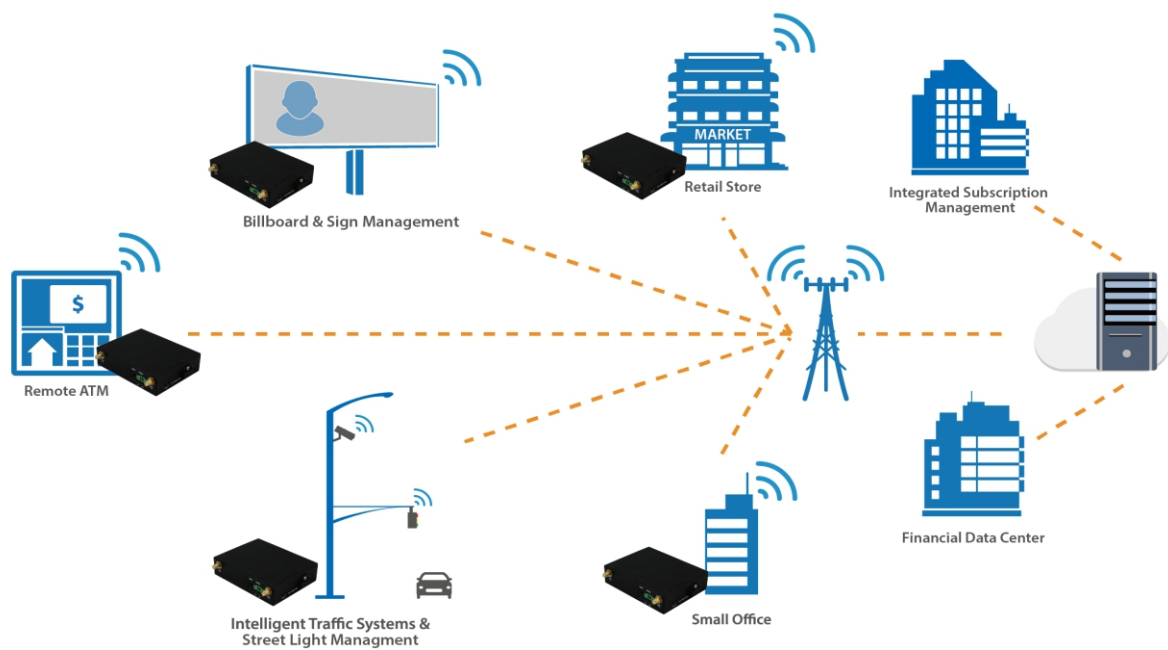 MARKET
Retail Store
Integrated Subscription
Management
Billboard & Sign Management
$
Remote ATM
Financial Data Center
Intelligent Traffic Systems &
Street Light Managment
Small Office